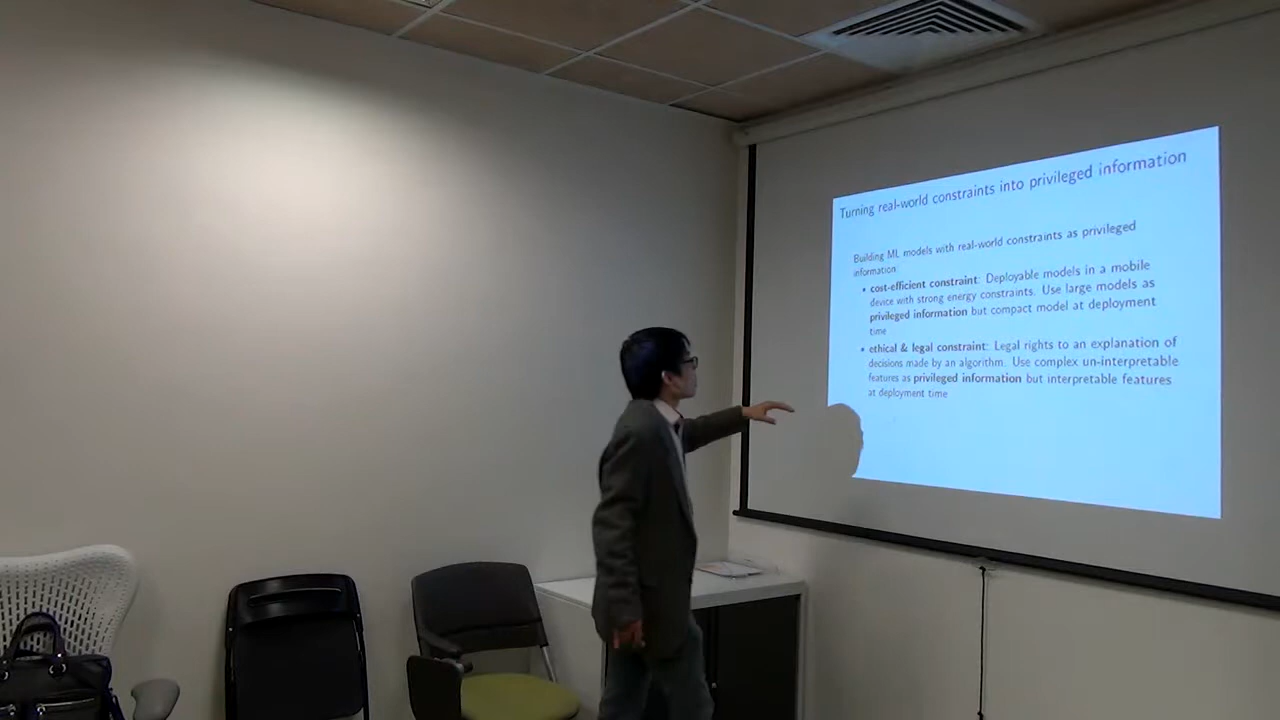 Turning real-world constraints into privileged information
Building ML models with real-world constraints as privileged
information:
• cost-efficient constraint: Deployable models in a mobile
device with strong energy constraints. Use large models as
privileged information but compact model at deployment
time
• ethical & legal constraint: Legal rights to an explanation of
decisions made by an algorithm. Use complex un-interpretable
features as privileged information but interpretable features
at deployment time